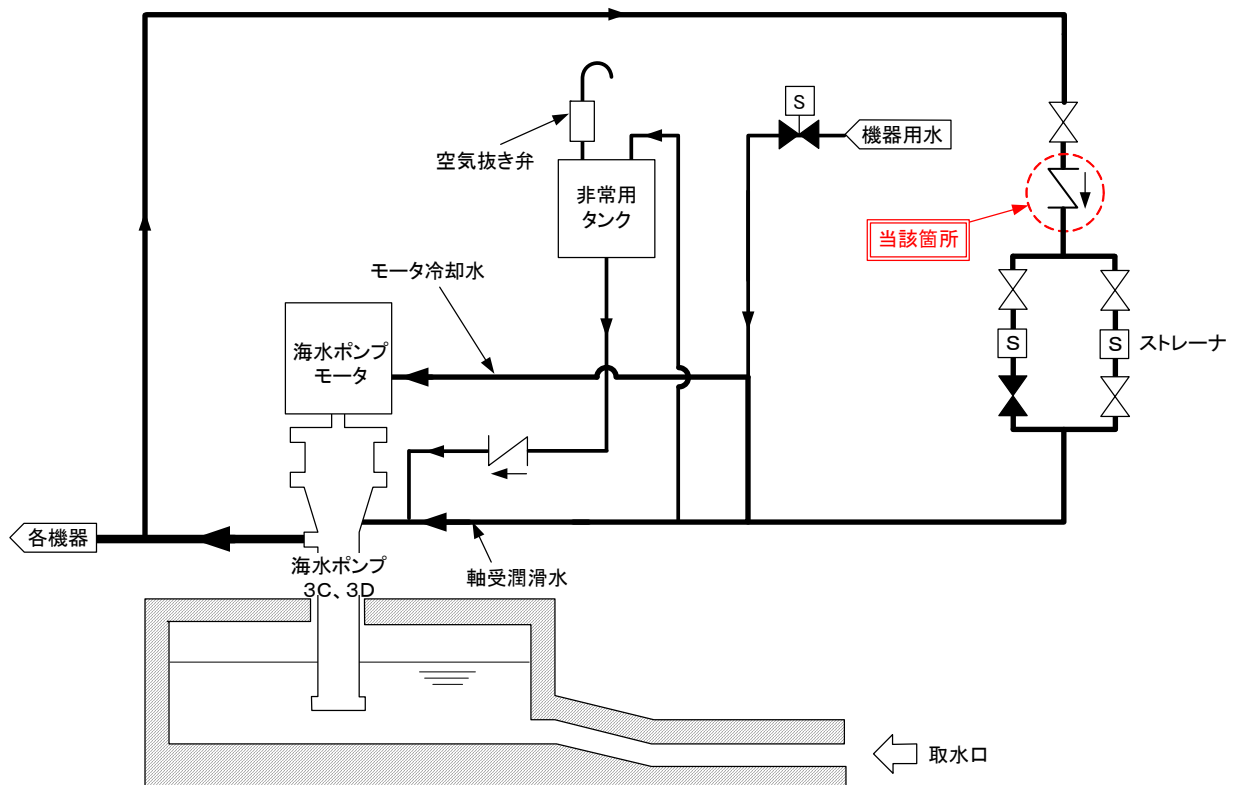 S
機器用水
空気抜き弁
非常用
タンク
当該箇所
モータ冷却水
海水ポンプ
モータ
S
S
ストレーナ
各機器
海水ポンプ
3C、3D
軸受潤滑水
取水口